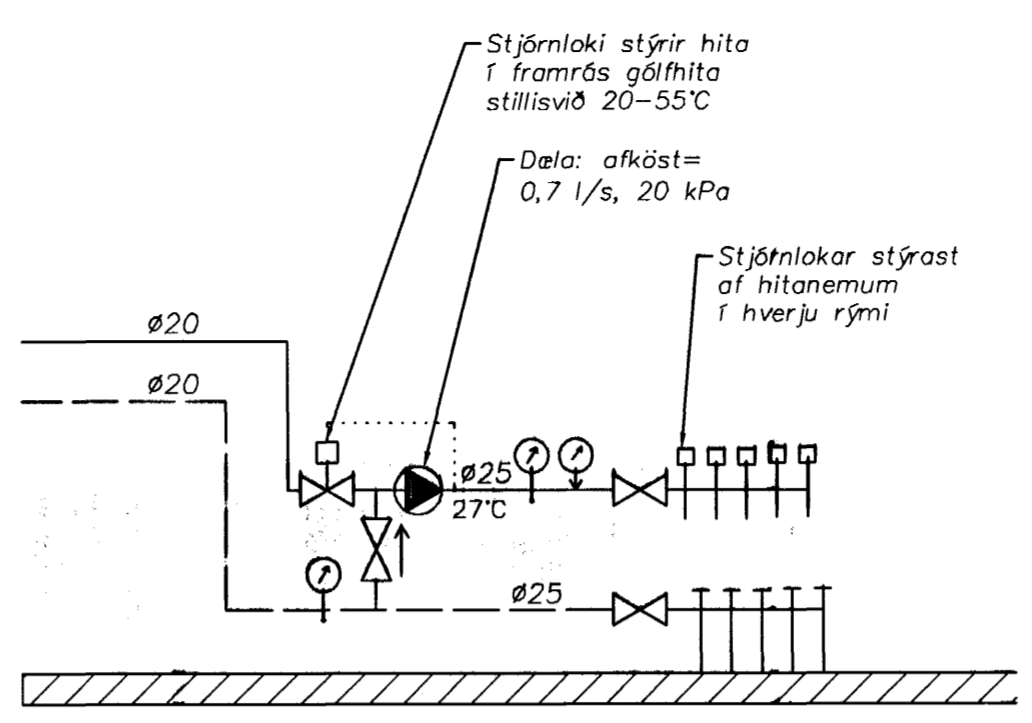 Stjórnloki stýrir hita
í framrás gólfhita
stillisvið 20-55°C
Dæla: afköst=
0,7 l/s, 20 kPa
Stjórnlokar stýrast
af hitanemum
í hverju rými
ø20
ø20
ø25
27°C
ø25